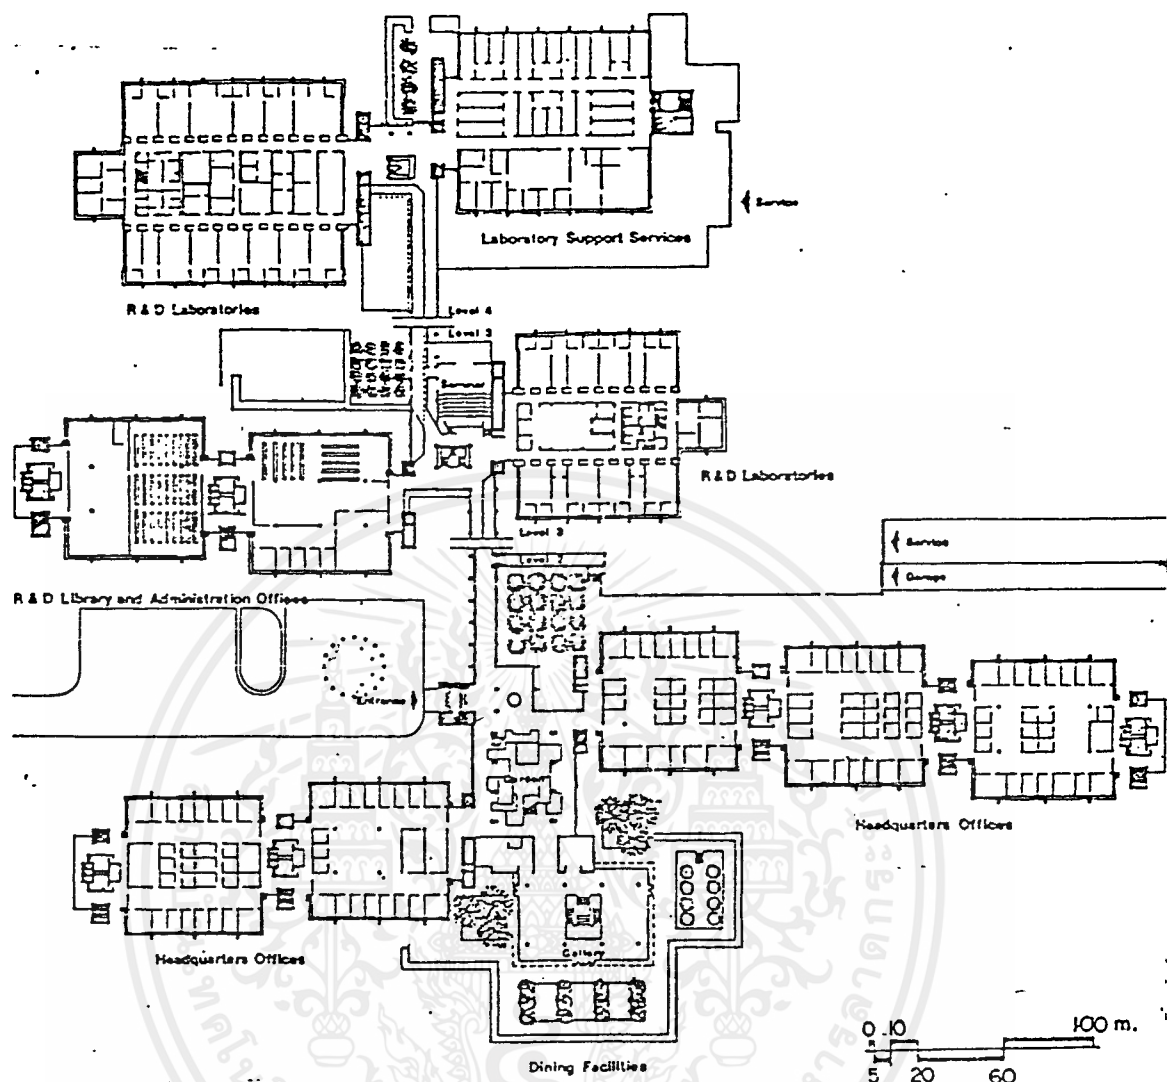 Service
Laboratory Support Services
R & D Laboratories
Level 4
Level 3
Seminar
R & D Laboratories
Level 3
Level 2
Service
Garage
R & D Library and Administration Offices
Entrance
Headquarters Offices
Headquarters Offices
Gallery
Dining Facilities
0 10 100 m.
5 20 60